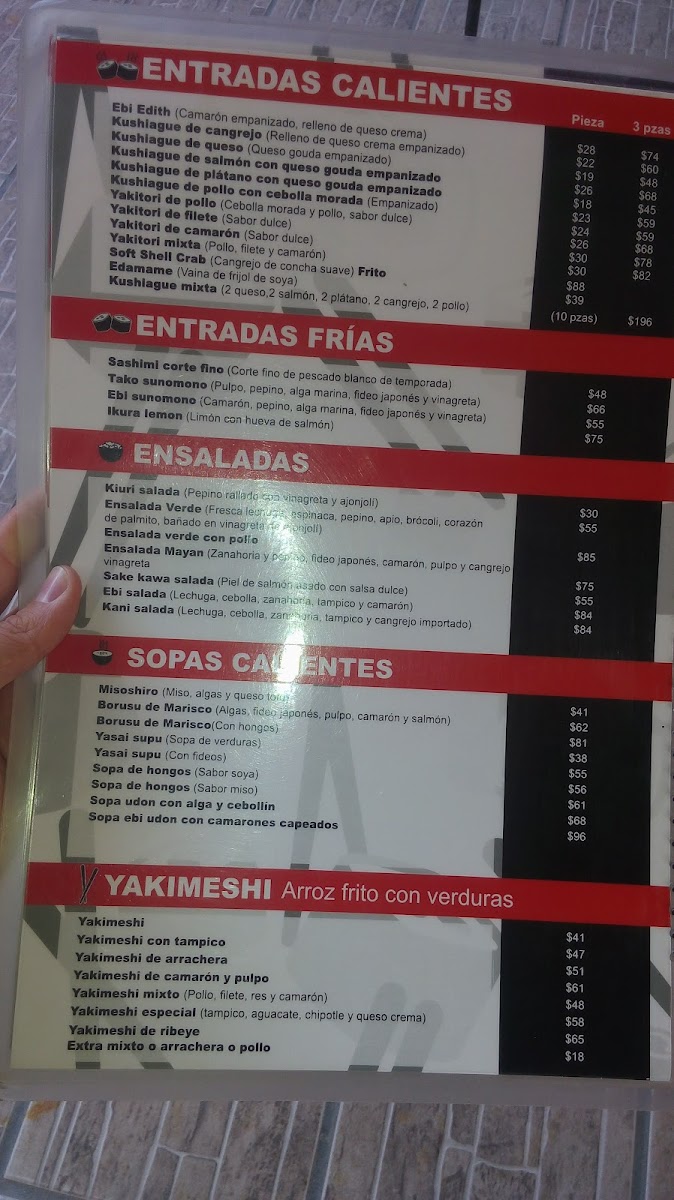 ENTRADAS CALIENTES
Pieza 3 pzas
Ebi Edith (Camarón empanizado, relleno de queso crema) $28 $74
Kushiague de cangrejo (Relleno de queso crema empanizado) $22 $60
Kushiague de queso (Queso gouda empanizado) $19 $48
Kushiague de salmón con queso gouda empanizado $26 $68
Kushiague de plátano con queso gouda empanizado $18 $45
Kushiague de pollo con cebolla morada (Empanizado) $23 $59
Yakitori de pollo (Cebolla morada y pollo, sabor dulce) $24 $59
Yakitori de filete (Sabor dulce) $26 $68
Yakitori de camarón (Sabor dulce) $30 $78
Yakitori mixta (Pollo, filete y camarón) $30 $82
Soft Shell Crab (Cangrejo de concha suave) Frito $88
Edamame (Vaina de frijol de soya) $39
Kushiague mixta (2 queso,2 salmón, 2 plátano, 2 cangrejo, 2 pollo) (10 pzas) $196
ENTRADAS FRÍAS
Sashimi corte fino (Corte fino de pescado blanco de temporada) $48
Tako sunomono (Pulpo, pepino, alga marina, fideo japonés y vinagreta) $66
Ebi sunomono (Camarón, pepino, alga marina, fideo japonés y vinagreta) $55
Ikura lemon (Limón con hueva de salmón) $75
ENSALADAS
Kiuri salada (Pepino rallado con vinagreta y ajonjolí) $30
Ensalada Verde (Fresca lechuga, espinaca, pepino, apio, brócoli, corazón $55
de palmito, bañado en vinagreta de ajonjolí)
Ensalada verde con pollo $85
Ensalada Mayan (Zanahoria y pepino, fideo japonés, camarón, pulpo y cangrejo
vinagreta $75
Sake kawa salada (Piel de salmón asado con salsa dulce) $55
Ebi salada (Lechuga, cebolla, zanahoria, tampico y camarón) $84
Kani salada (Lechuga, cebolla, zanahoria, tampico y cangrejo importado) $84
SOPAS CALIENTES
Misoshiro (Miso, algas y queso tofu) $41
Borusu de Marisco (Algas, fideo japonés, pulpo, camarón y salmón) $62
Borusu de Marisco(Con hongos) $81
Yasai supu (Sopa de verduras) $38
Yasai supu (Con fideos) $55
Sopa de hongos (Sabor soya) $56
Sopa de hongos (Sabor miso) $61
Sopa udon con alga y cebollín $68
Sopa ebi udon con camarones capeados $96
YAKIMESHI Arroz frito con verduras
Yakimeshi $41
Yakimeshi con tampico $47
Yakimeshi de arrachera $51
Yakimeshi de camarón y pulpo $61
Yakimeshi mixto (Pollo, filete, res y camarón) $48
Yakimeshi especial (tampico, aguacate, chipotle y queso crema) $58
Yakimeshi de ribeye $65
Extra mixto o arrachera o pollo $18